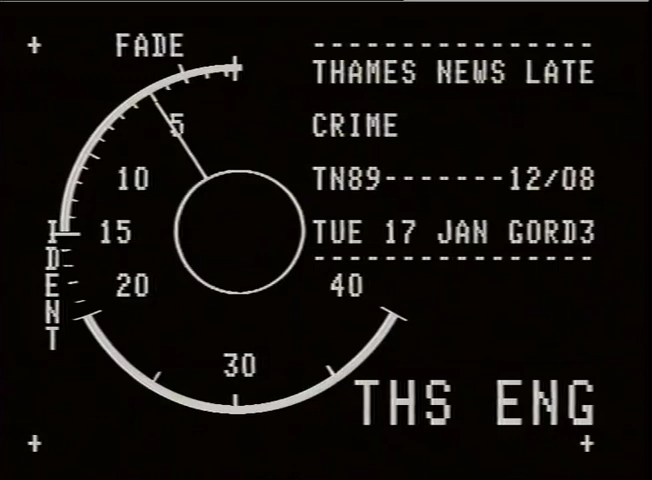 FADE
----------------
THAMES NEWS LATE
5
CRIME
10
TN89-------12/08
15
TUE 17 JAN GORD3
----------------
IDENT
20
40
30
THS ENG